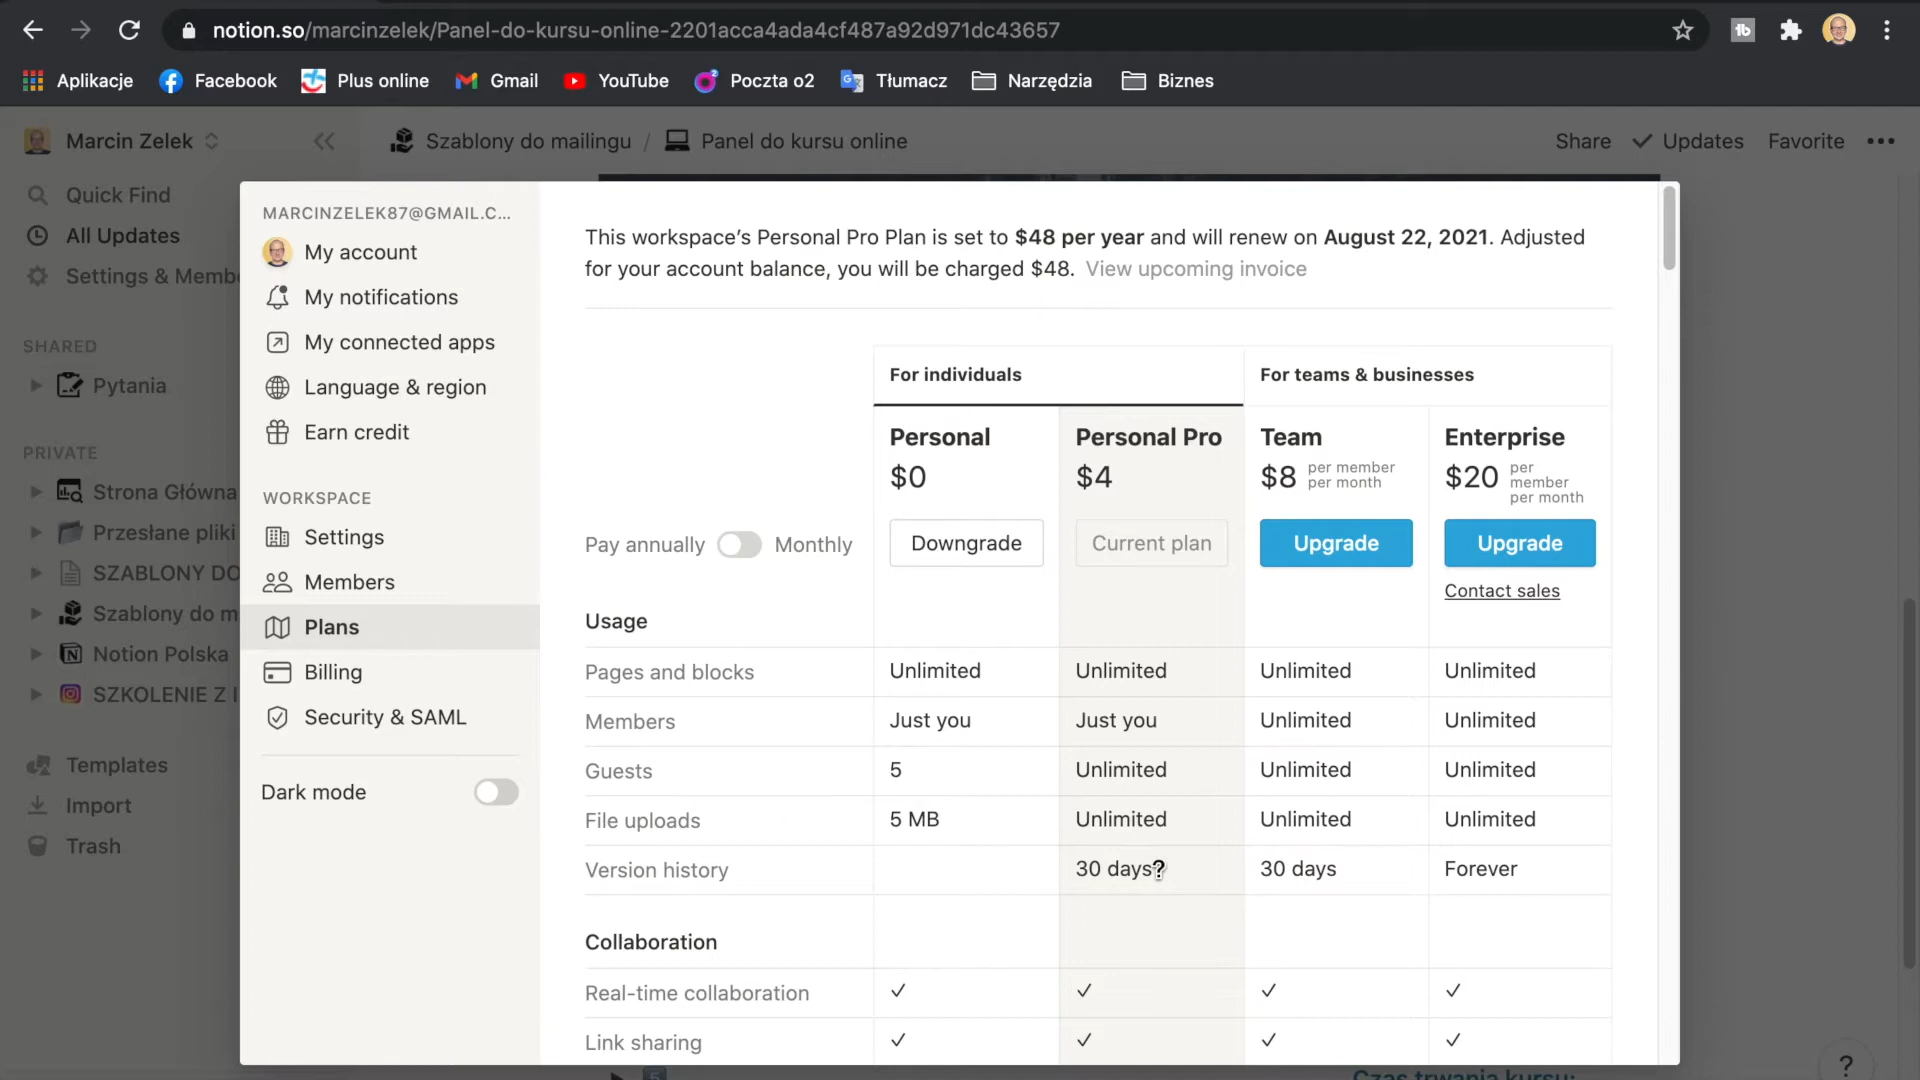 notion.so/marcinzelek/Panel-do-kursu-online-2201acca4ada4cf487a92d971dc43657
Aplikacje Facebook Plus online Gmail YouTube Poczta o2 Tłumacz Narzędzia Biznes
Marcin Zelek
Szablony do mailingu / Panel do kursu online
Share Updates Favorite
Quick Find
All Updates
Settings & Membe
SHARED
Pytania
PRIVATE
Strona Główna
Przesłane pliki
SZABLONY DO
Szablony do m
Notion Polska
SZKOLENIE Z I
Templates
Import
Trash
MARCINZELEK87@GMAIL.C...
My account
My notifications
My connected apps
Language & region
Earn credit
WORKSPACE
Settings
Members
Plans
Billing
Security & SAML
Dark mode
This workspace's Personal Pro Plan is set to $48 per year and will renew on August 22, 2021. Adjusted
for your account balance, you will be charged $48. View upcoming invoice
For individuals For teams & businesses
Personal Personal Pro Team Enterprise
$0 $4 $8 per member per month $20 per member per month
Pay annually Monthly Downgrade Current plan Upgrade Upgrade
Contact sales
Usage
Pages and blocks Unlimited Unlimited Unlimited Unlimited
Members Just you Just you Unlimited Unlimited
Guests 5 Unlimited Unlimited Unlimited
File uploads 5 MB Unlimited Unlimited Unlimited
Version history 30 days 30 days Forever
Collaboration
Real-time collaboration ✓ ✓ ✓ ✓
Link sharing ✓ ✓ ✓ ✓
Czas trwania kursu:
?